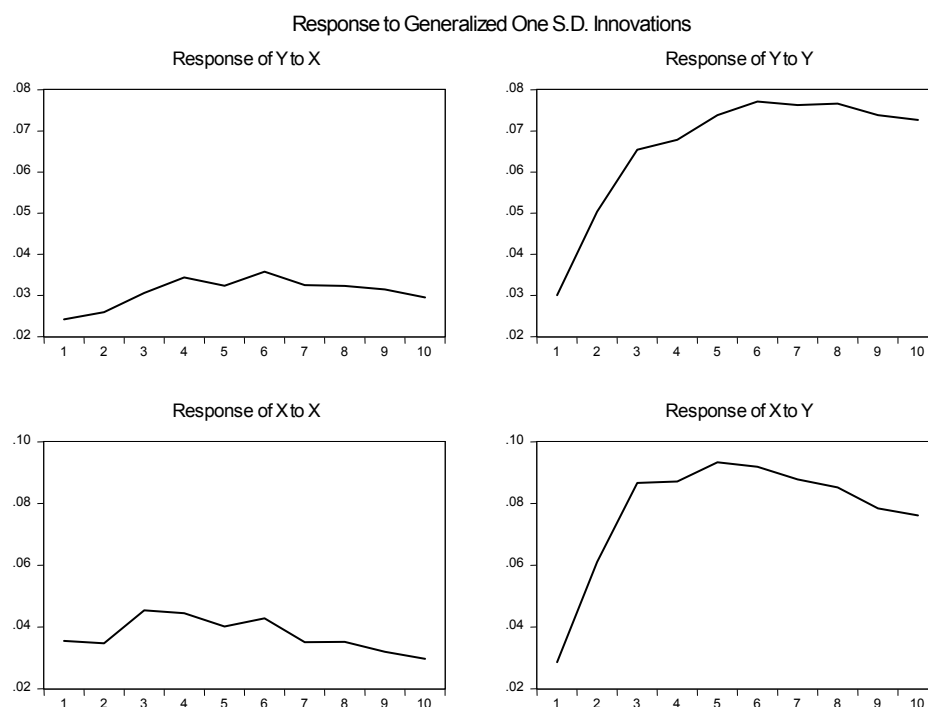 Response to Generalized One S.D. Innovations
Response of Y to X
.08
.07
.06
.05
.04
.03
.02
1 2 3 4 5 6 7 8 9 10
Response of Y to Y
.08
.07
.06
.05
.04
.03
.02
1 2 3 4 5 6 7 8 9 10
Response of X to X
.10
.08
.06
.04
.02
1 2 3 4 5 6 7 8 9 10
Response of X to Y
.10
.08
.06
.04
.02
1 2 3 4 5 6 7 8 9 10